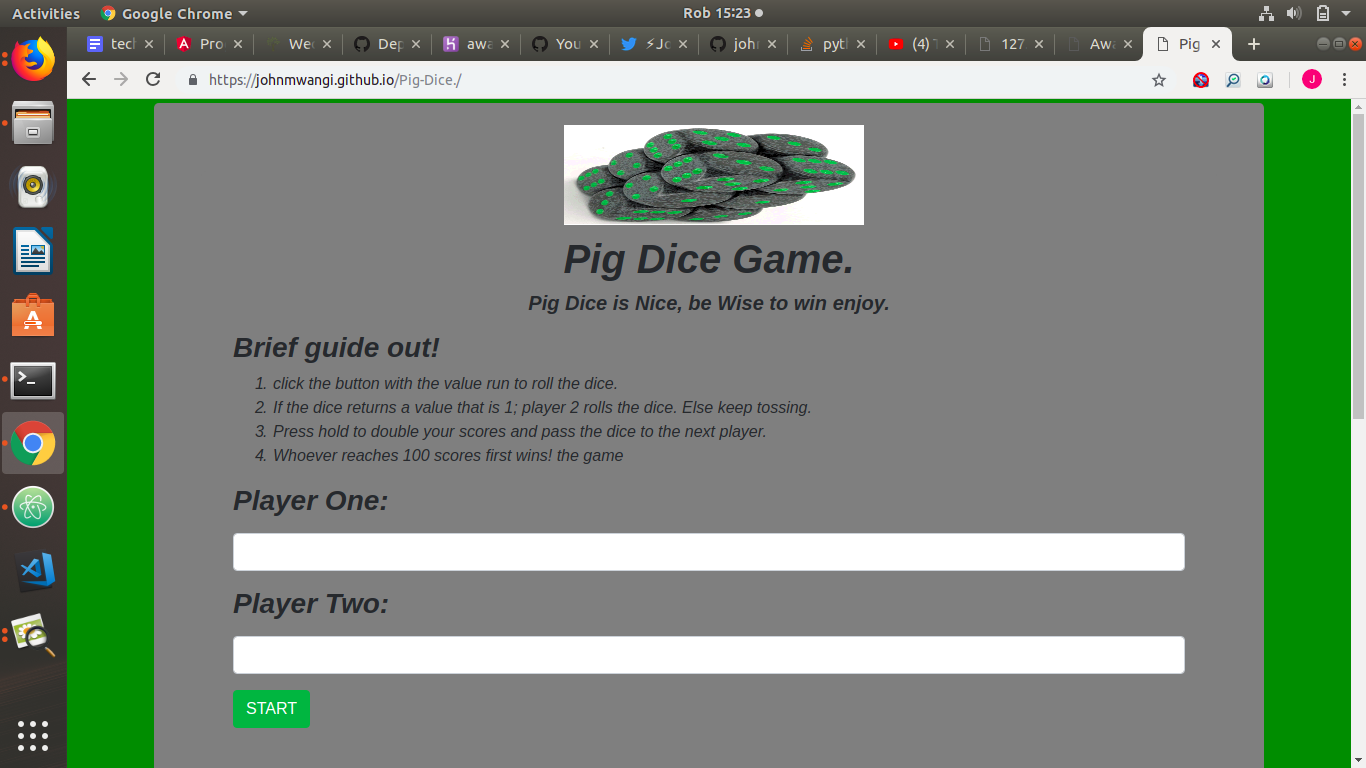 Activities
Google Chrome
Rob 15:23
tech
Pro
Wed
Dep
awa
You
⚡Jo
john
pyth
(4) T
127
Awa
Pig
https://johnmwangi.github.io/Pig-Dice./
J
Pig Dice Game.
Pig Dice is Nice, be Wise to win enjoy.
Brief guide out!
1. click the button with the value run to roll the dice.
2. If the dice returns a value that is 1; player 2 rolls the dice. Else keep tossing.
3. Press hold to double your scores and pass the dice to the next player.
4. Whoever reaches 100 scores first wins! the game
Player One:
Player Two:
START